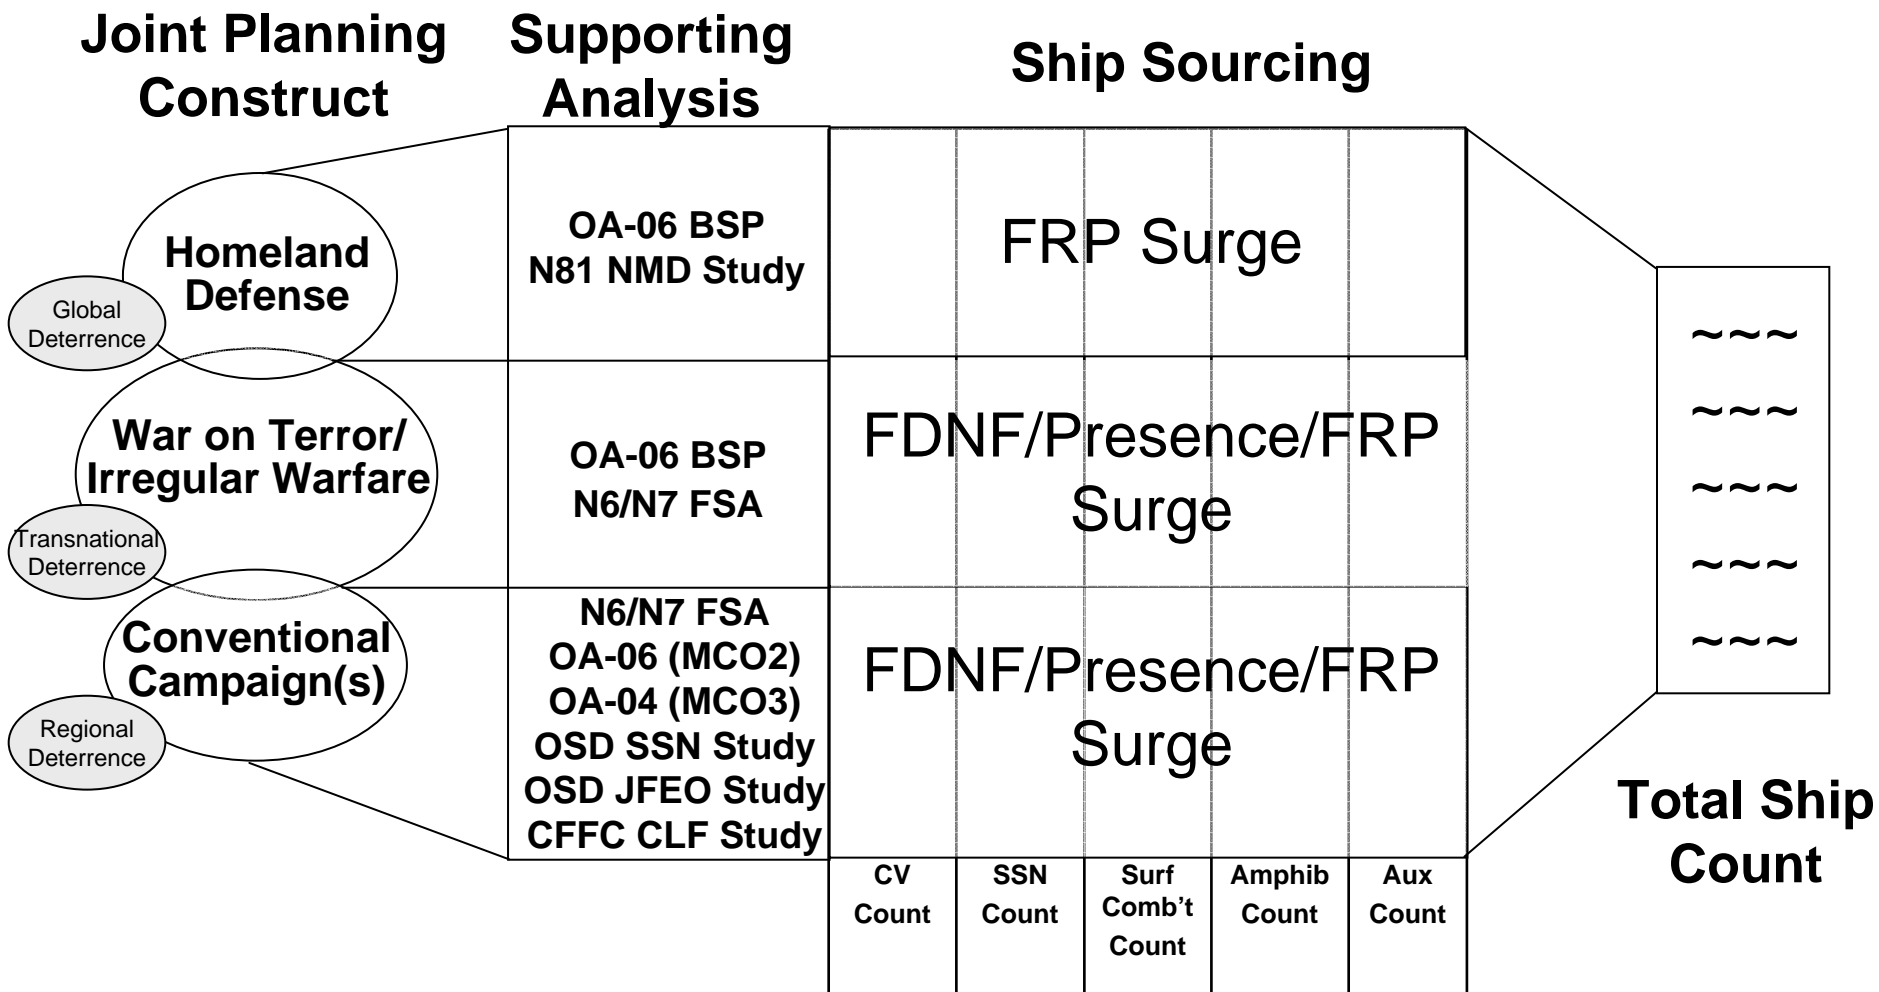 Joint Planning
Construct
Supporting
Analysis
Ship Sourcing
Homeland
Defense
Global
Deterrence
OA-06 BSP
N81 NMD Study
FRP Surge
War on Terror/
Irregular Warfare
Transnational
Deterrence
OA-06 BSP
N6/N7 FSA
FDNF/Presence/FRP
Surge
Conventional
Campaign(s)
Regional
Deterrence
N6/N7 FSA
OA-06 (MCO2)
OA-04 (MCO3)
OSD SSN Study
OSD JFEO Study
CFFC CLF Study
FDNF/Presence/FRP
Surge
CV
Count
SSN
Count
Surf
Comb’t
Count
Amphib
Count
Aux
Count
~~~
~~~
~~~
~~~
~~~
Total Ship
Count